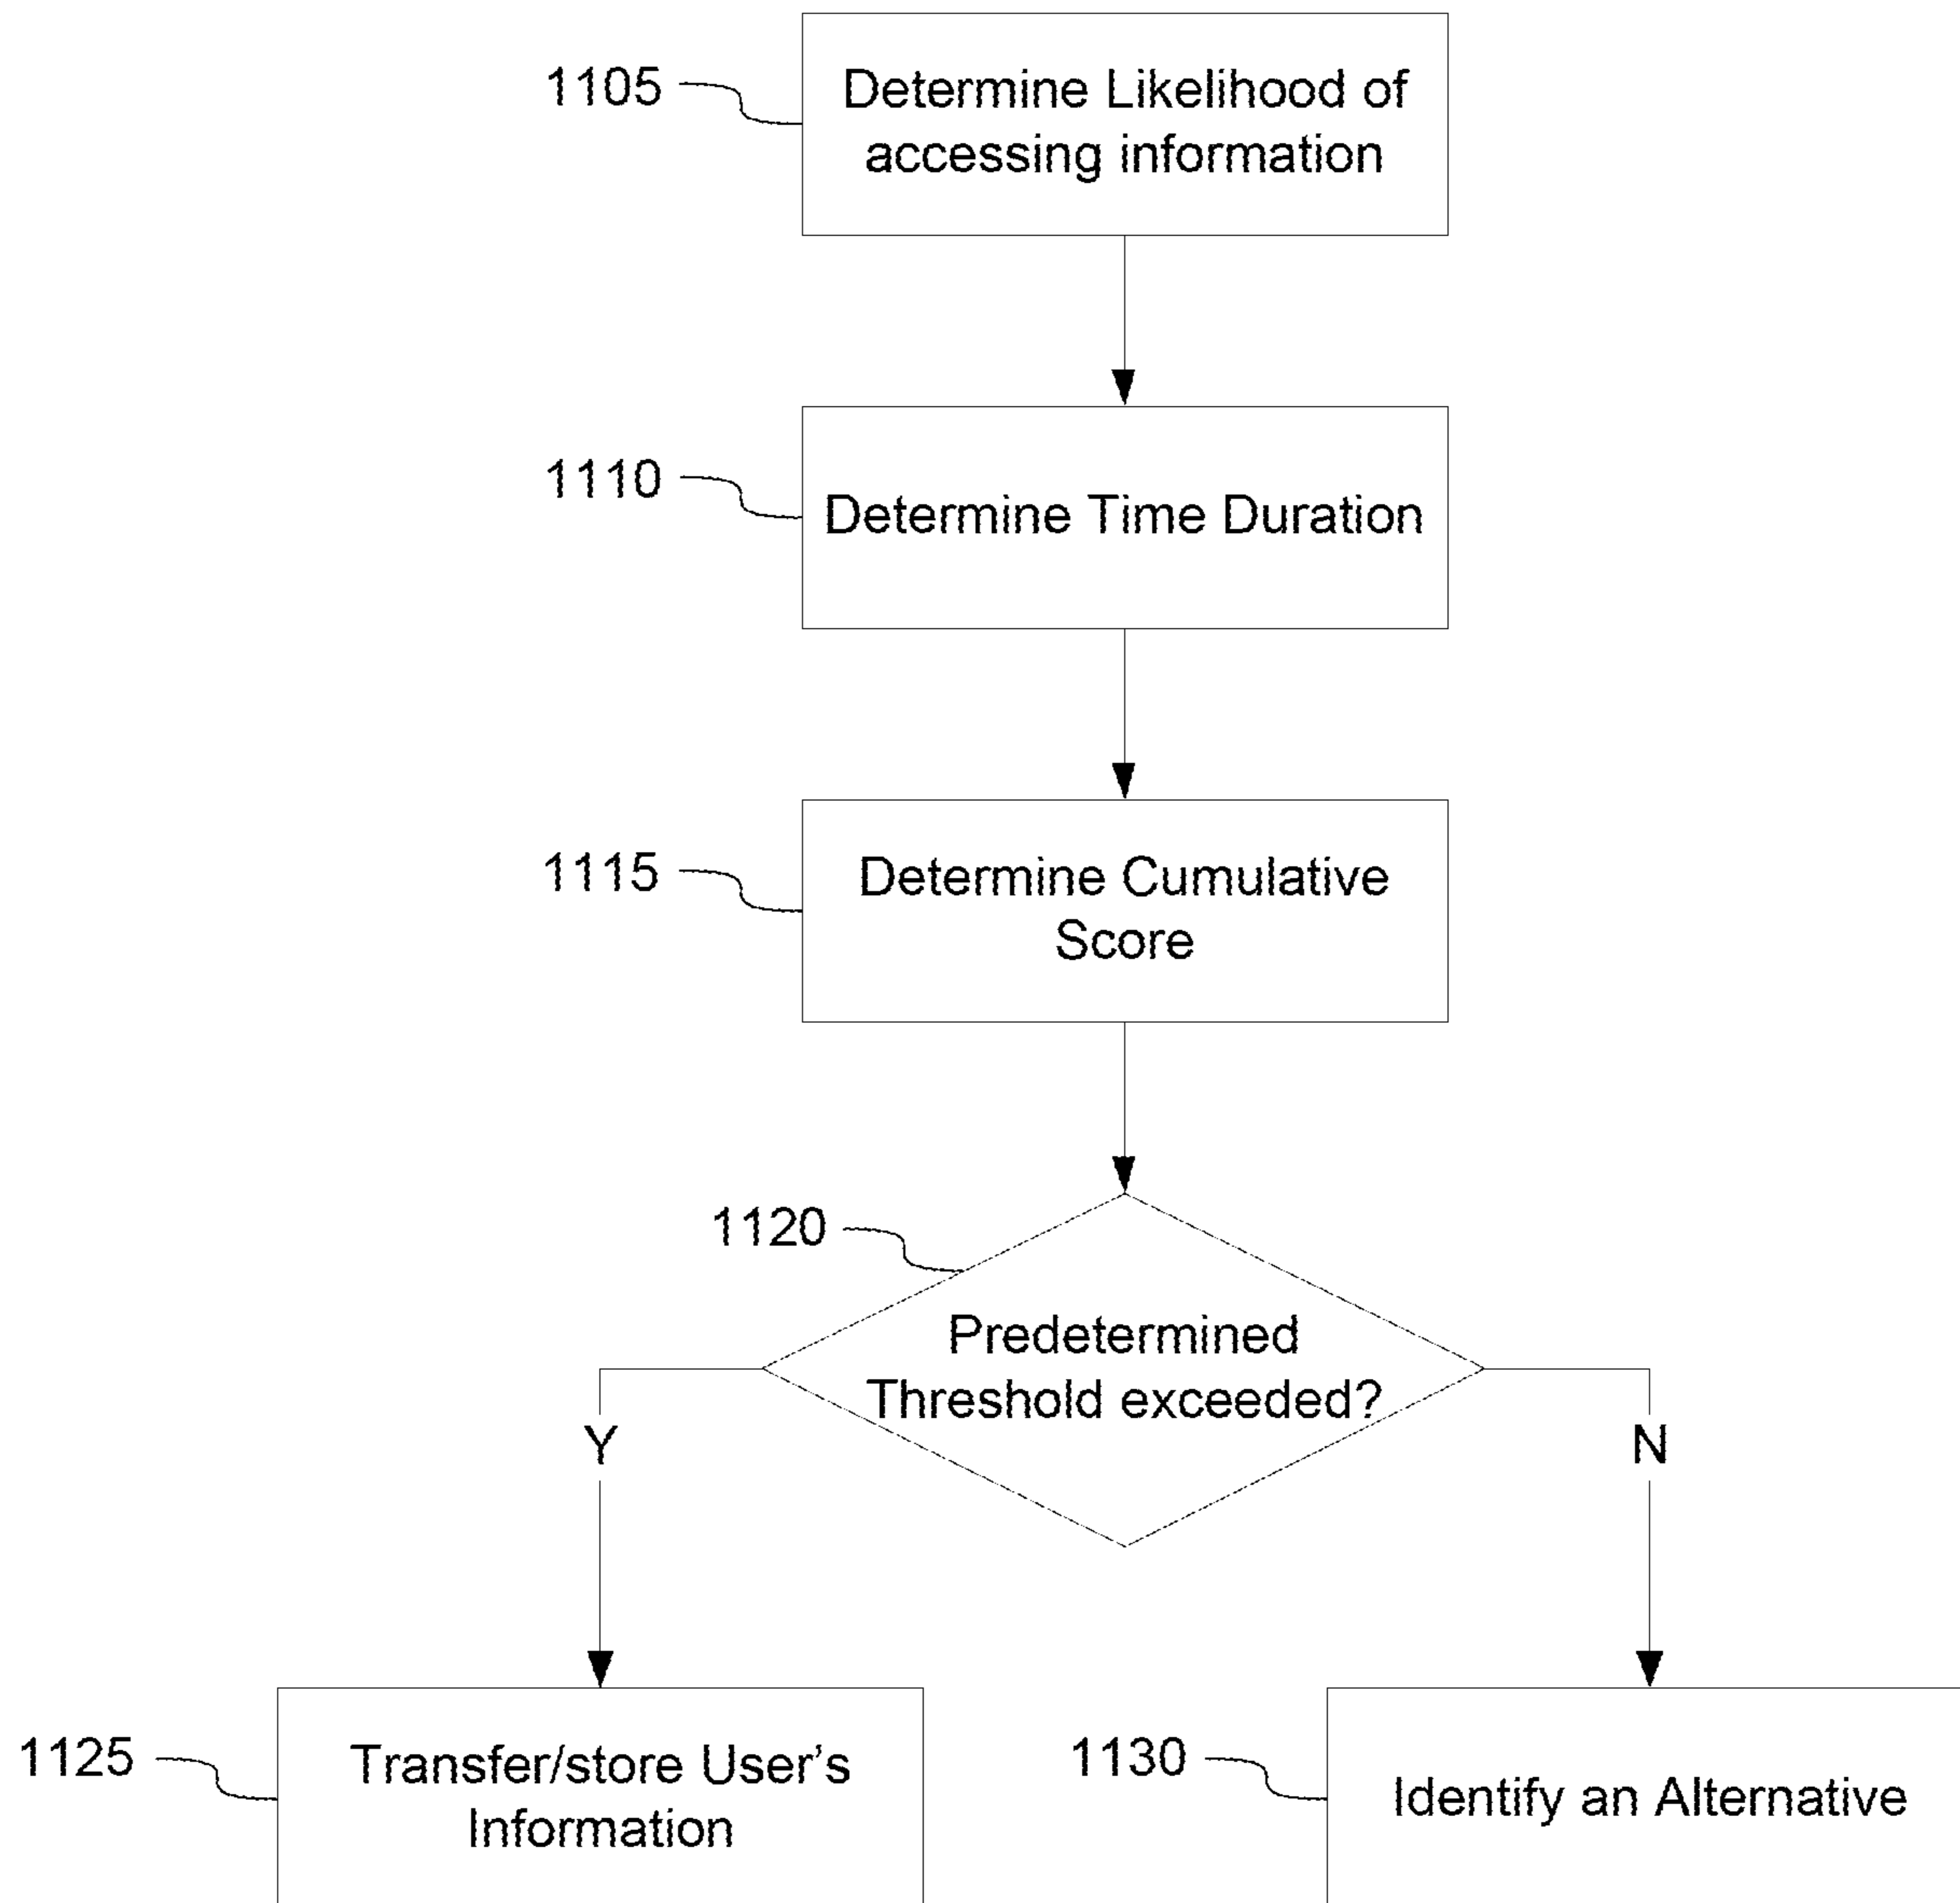 1105
Determine Likelihood of
accessing information
1110
Determine Time Duration
1115
Determine Cumulative
Score
1120
Predetermined
Threshold exceeded?
Y
N
1125
Transfer/store User's
Information
1130
Identify an Alternative